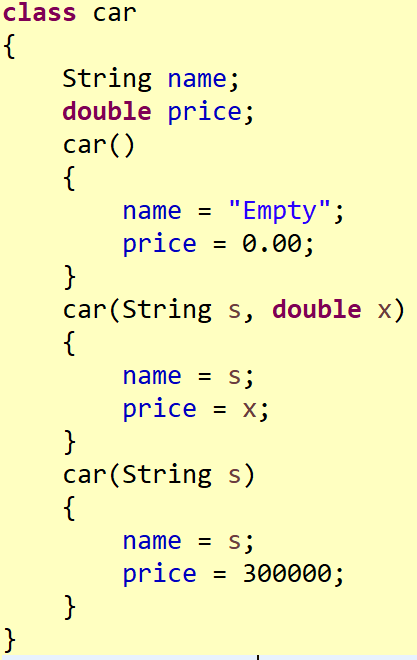 class car
{
    String name;
    double price;
    car()
    {
        name = "Empty";
        price = 0.00;
    }
    car(String s, double x)
    {
        name = s;
        price = x;
    }
    car(String s)
    {
        name = s;
        price = 300000;
    }
}